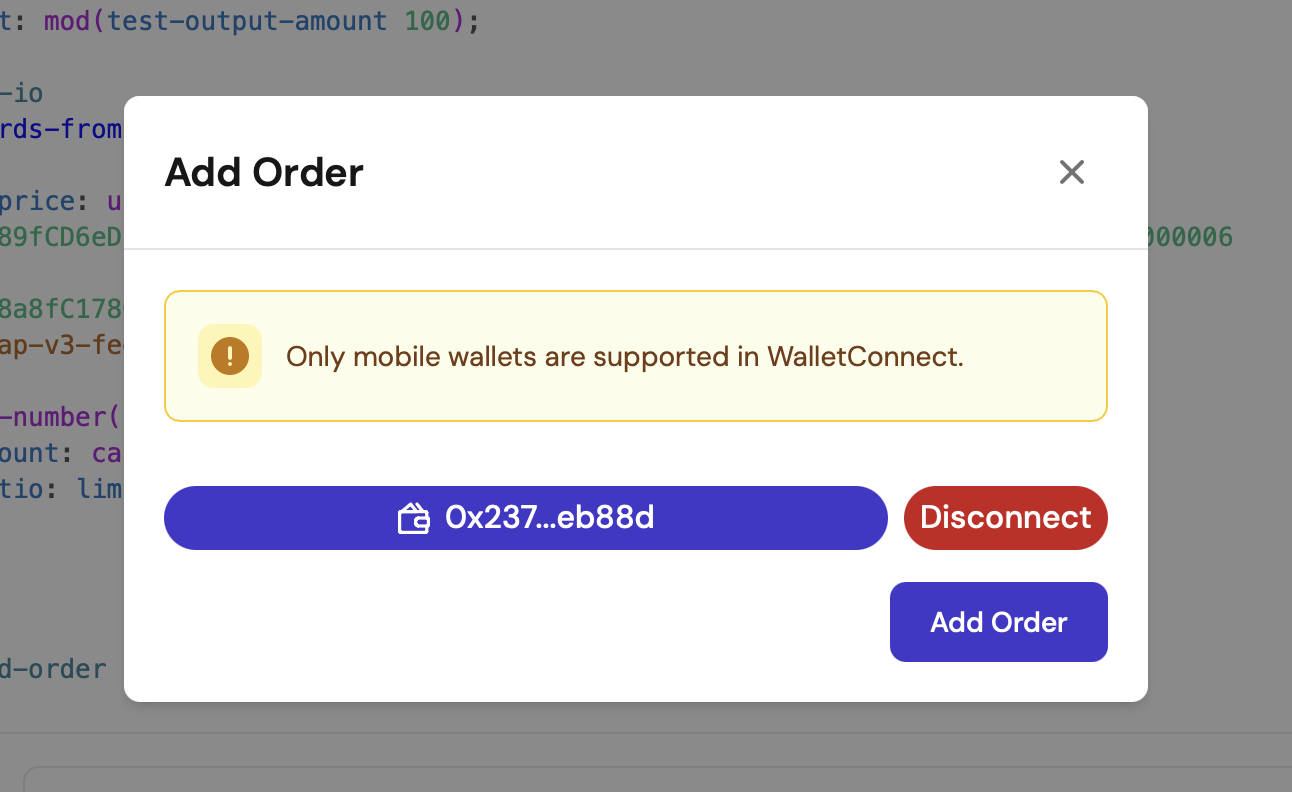 t: mod(test-output-amount 100);
-io
rds-from
price: u
89fCD6eD
000006
8a8fC178
ap-v3-fe
-number(
ount: ca
tio: lim
d-order
Add Order
Only mobile wallets are supported in WalletConnect.
0x237...eb88d
Disconnect
Add Order